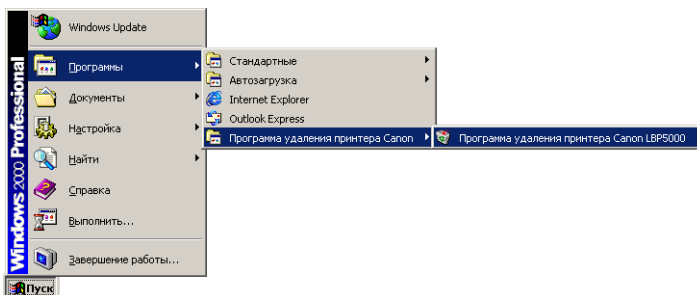 Windows 2000 Professional
Windows Update
Программы
Документы
Настройка
Найти
Справка
Выполнить...
Завершение работы...
Пуск
Стандартные
Автозагрузка
Internet Explorer
Outlook Express
Программа удаления принтера Canon
Программа удаления принтера Canon LBP5000